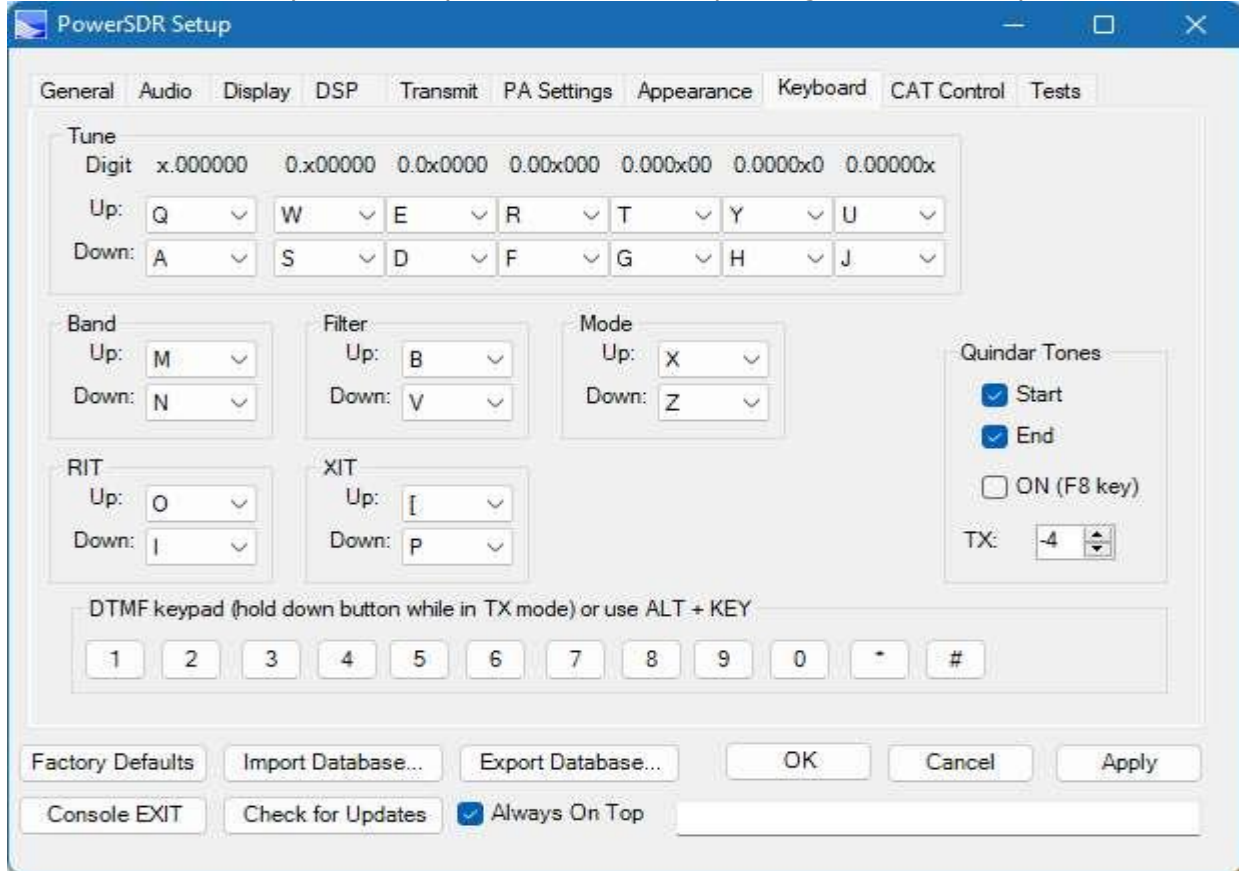 PowerSDR Setup
General Audio Display DSP Transmit PA Settings Appearance Keyboard CAT Control Tests
Tune
Digit x.000000 0.x00000 0.0x0000 0.00x000 0.000x00 0.0000x0 0.00000x
Up: Q W E R T Y U
Down: A S D F G H J
Band Filter Mode
Up: M Up: B Up: X
Down: N Down: V Down: Z
Quindar Tones
Start
End
ON (F8 key)
TX: -4
RIT XIT
Up: O Up: [
Down: I Down: P
DTMF keypad (hold down button while in TX mode) or use ALT + KEY
1 2 3 4 5 6 7 8 9 0 * #
Factory Defaults Import Database... Export Database... OK Cancel Apply
Console EXIT Check for Updates Always On Top